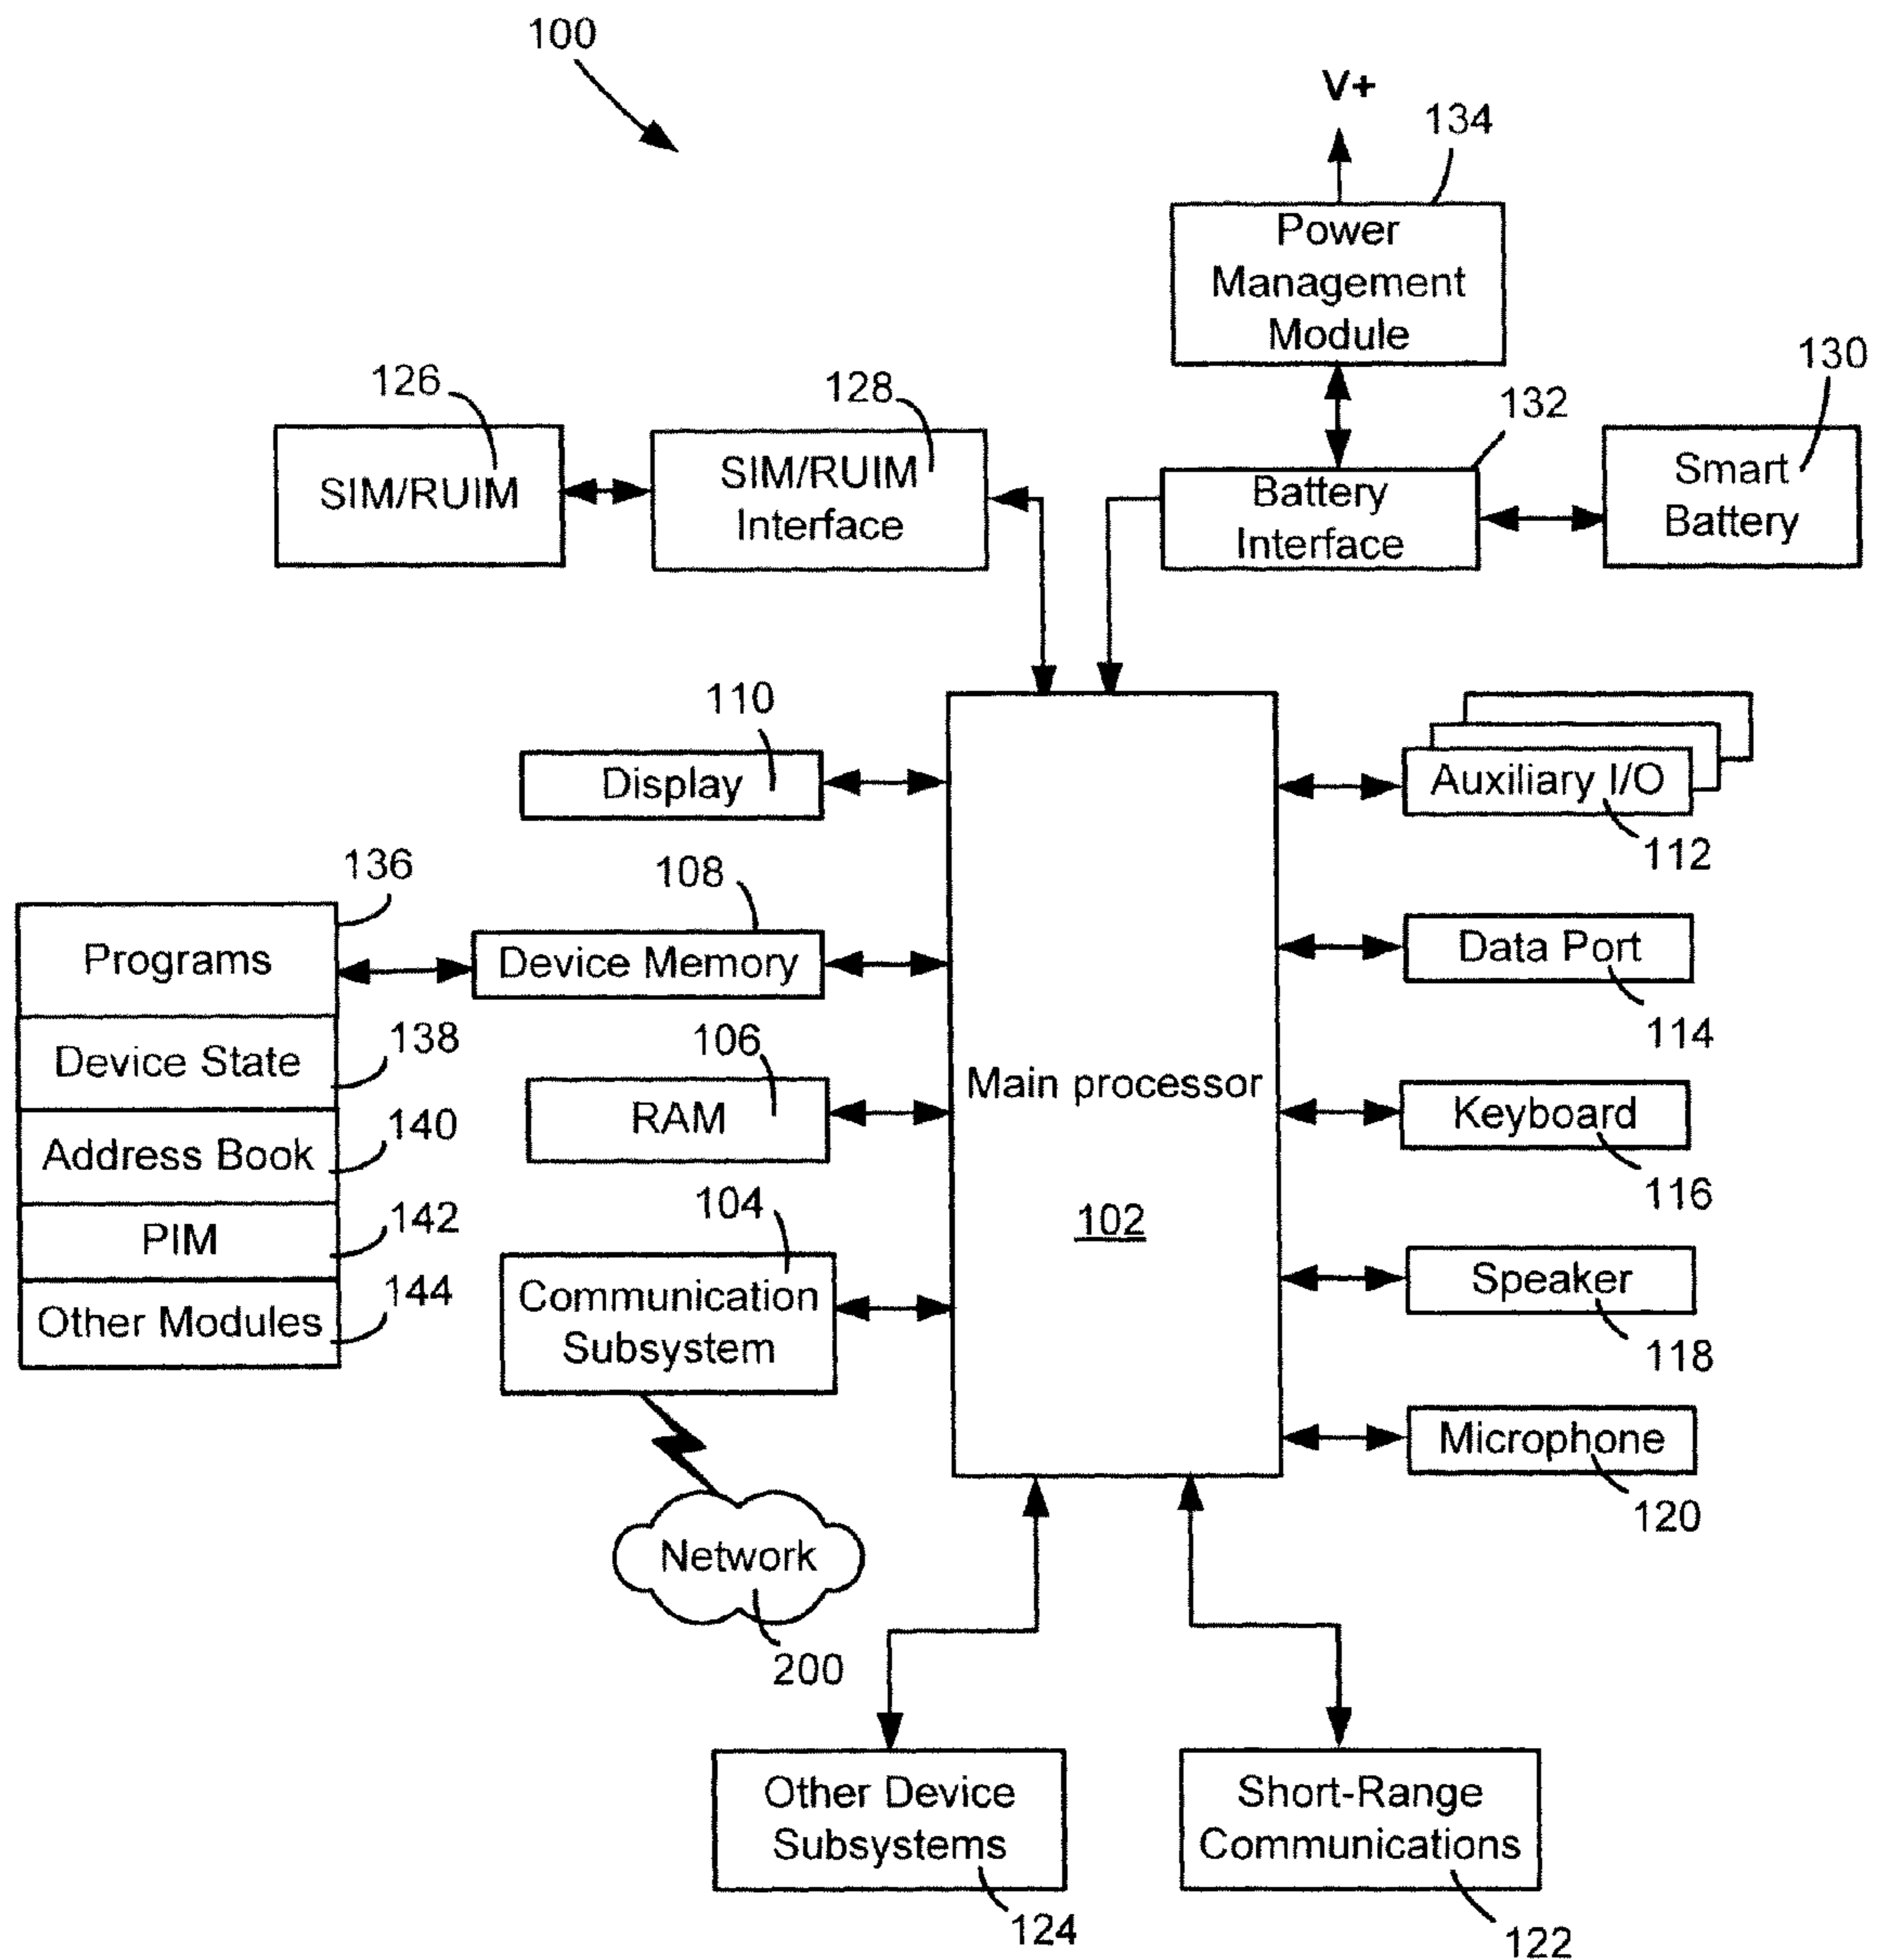 100
V+
134
Power
Management
Module
130
126
128
132
SIM/RUIM
SIM/RUIM
Interface
Battery
Interface
Smart
Battery
110
Display
Auxiliary I/O
112
136
108
Programs
Device Memory
Data Port
114
Device State
138
106
RAM
Main processor
102
Keyboard
116
Address Book
140
PIM
142
104
Communication
Subsystem
Speaker
118
Other Modules
144
Microphone
120
Network
200
Other Device
Subsystems
124
Short-Range
Communications
122